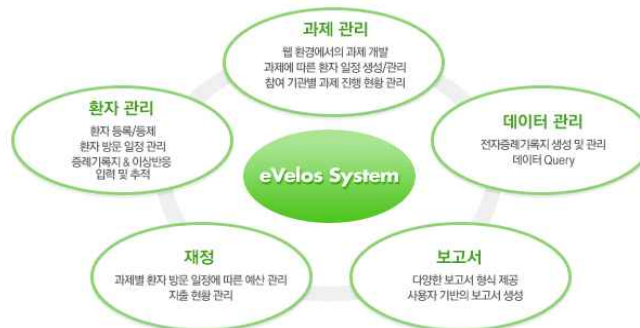 과제 관리
웹 환경에서의 과제 개발
과제에 따른 환자 일정 생성/관리
참여 기관별 과제 진행 현황 관리
환자 관리
환자 등록/등제
환자 방문 일정 관리
증례기록지 & 이상반응
입력 및 추적
데이터 관리
전자증례기록지 생성 및 관리
데이터 Query
eVelos System
재정
과제별 환자 방문 일정에 따른 예산 관리
지출 현황 관리
보고서
다양한 보고서 형식 제공
사용자 기반의 보고서 생성